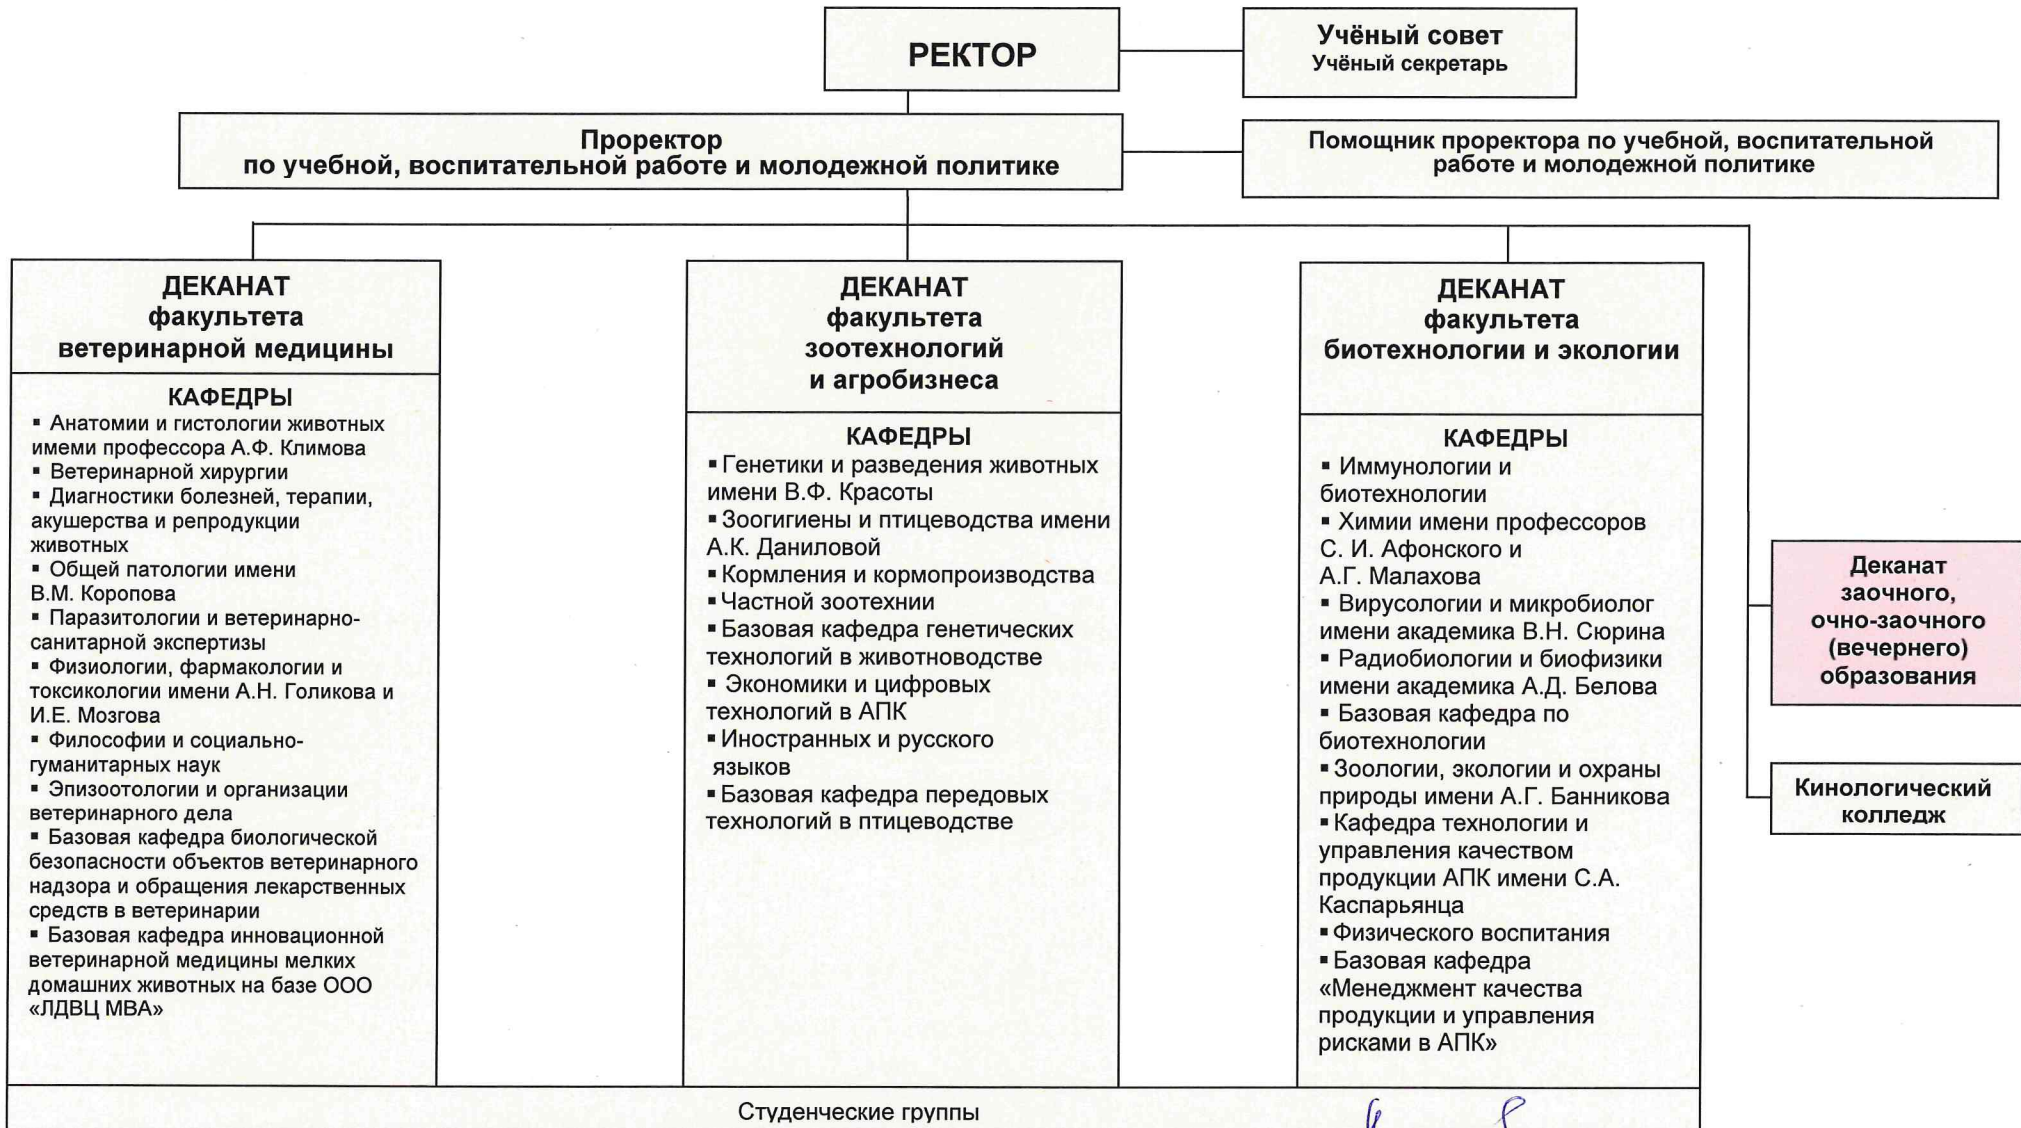 РЕКТОР
Учёный совет
Учёный секретарь
Проректор
по учебной, воспитательной работе и молодежной политике
Помощник проректора по учебной, воспитательной
работе и молодежной политике
ДЕКАНАТ
факультета
ветеринарной медицины
КАФЕДРЫ
▪ Анатомии и гистологии животных
имеми профессора А.Ф. Климова
▪ Ветеринарной хирургии
▪ Диагностики болезней, терапии,
акушерства и репродукции
животных
▪ Общей патологии имени
В.М. Коропова
▪ Паразитологии и ветеринарно-
санитарной экспертизы
▪ Физиологии, фармакологии и
токсикологии имени А.Н. Голикова и
И.Е. Мозгова
▪ Философии и социально-
гуманитарных наук
▪ Эпизоотологии и организации
ветеринарного дела
▪ Базовая кафедра биологической
безопасности объектов ветеринарного
надзора и обращения лекарственных
средств в ветеринарии
▪ Базовая кафедра инновационной
ветеринарной медицины мелких
домашних животных на базе ООО
«ЛДВЦ МВА»
ДЕКАНАТ
факультета
зоотехнологий
и агробизнеса
КАФЕДРЫ
▪ Генетики и разведения животных
имени В.Ф. Красоты
▪ Зоогигиены и птицеводства имени
А.К. Даниловой
▪ Кормления и кормопроизводства
▪ Частной зоотехнии
▪ Базовая кафедра генетических
технологий в животноводстве
▪ Экономики и цифровых
технологий в АПК
▪ Иностранных и русского
языков
▪ Базовая кафедра передовых
технологий в птицеводстве
ДЕКАНАТ
факультета
биотехнологии и экологии
КАФЕДРЫ
▪ Иммунологии и
биотехнологии
▪ Химии имени профессоров
С. И. Афонского и
А.Г. Малахова
▪ Вирусологии и микробиолог
имени академика В.Н. Сюрина
▪ Радиобиологии и биофизики
имени академика А.Д. Белова
▪ Базовая кафедра по
биотехнологии
▪ Зоологии, экологии и охраны
природы имени А.Г. Банникова
▪ Кафедра технологии и
управления качеством
продукции АПК имени С.А.
Каспарьянца
▪ Физического воспитания
▪ Базовая кафедра
«Менеджмент качества
продукции и управления
рисками в АПК»
Деканат
заочного,
очно-заочного
(вечернего)
образования
Кинологический
колледж
Студенческие группы